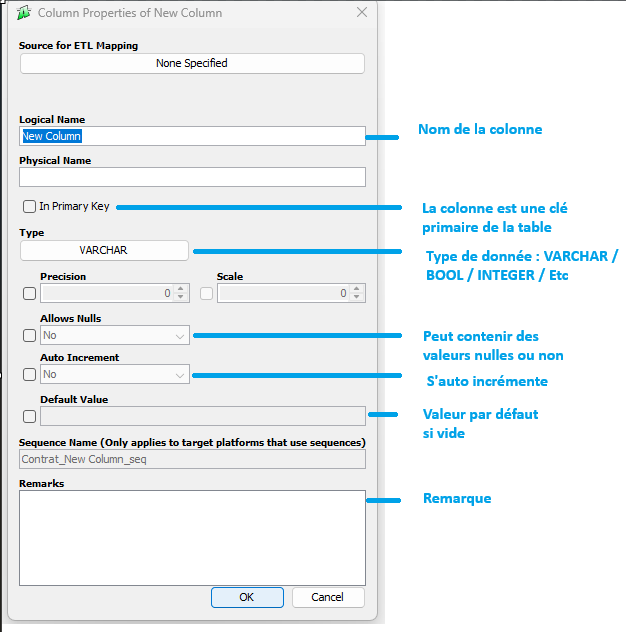 Column Properties of New Column
Source for ETL Mapping
None Specified
Logical Name
New Column
Nom de la colonne
Physical Name
In Primary Key
La colonne est une clé
primaire de la table
Type
VARCHAR
Type de donnée : VARCHAR /
BOOL / INTEGER / Etc
Precision
Scale
0
0
Allows Nulls
No
Peut contenir des
valeurs nulles ou non
Auto Increment
No
S'auto incrémente
Default Value
Valeur par défaut
si vide
Sequence Name (Only applies to target platforms that use sequences)
Contrat_New Column_seq
Remarks
Remarque
OK
Cancel